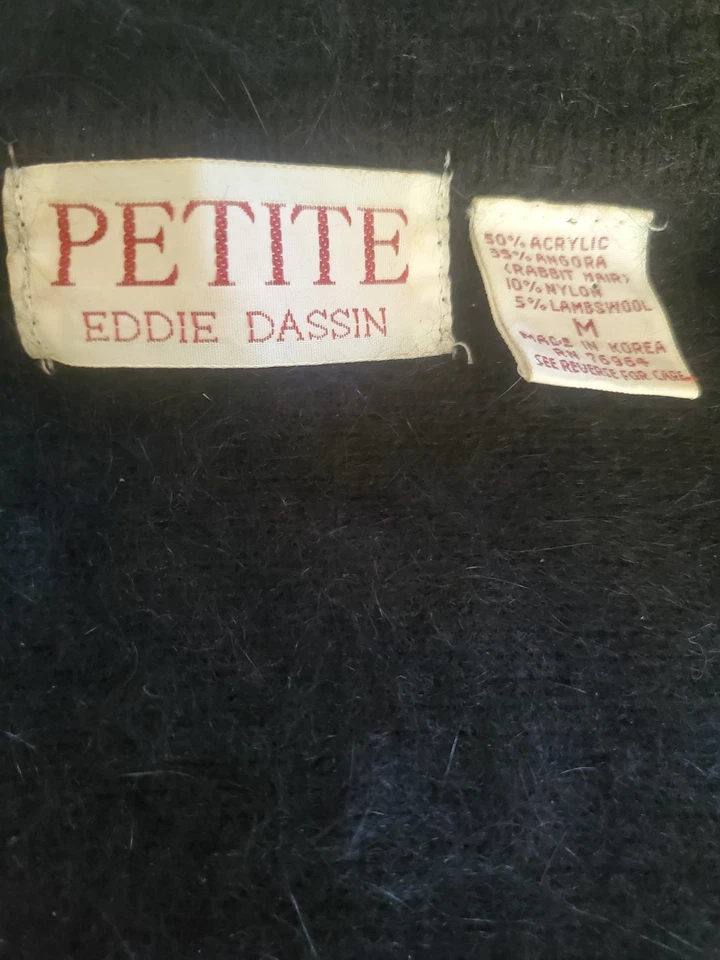 PETITE
EDDIE DASSIN
50% ACRYLIC
35% ANGORA
(RABBIT HAIR)
10% NYLON
5% LAMBSWOOL
M
MADE IN KOREA
RN 76964
SEE REVERSE FOR CARE